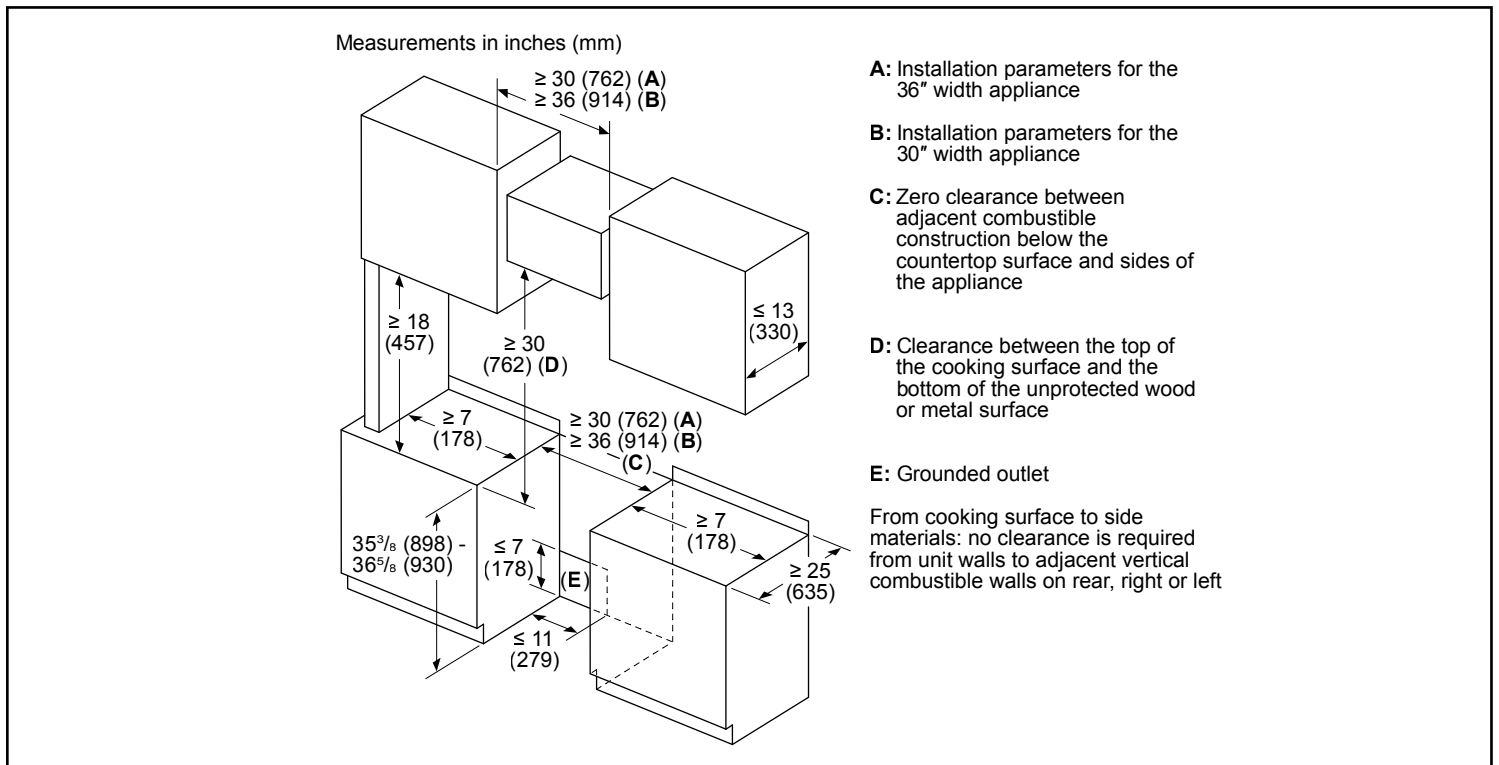 Measurements in inches (mm)
≥ 30 (762) (A)
≥ 36 (914) (B)
≤ 13
(330)
≥ 18
(457)
≥ 30
(762) (D)
≥ 7
(178)
≥ 30 (762) (A)
≥ 36 (914) (B)
(C)
≥ 7
(178)
35³/₈ (898) -
36⁵/₈ (930)
≤ 7
(178)
(E)
≥ 25
(635)
≤ 11
(279)
A: Installation parameters for the
36″ width appliance
B: Installation parameters for the
30″ width appliance
C: Zero clearance between
adjacent combustible
construction below the
countertop surface and sides of
the appliance
D: Clearance between the top of
the cooking surface and the
bottom of the unprotected wood
or metal surface
E: Grounded outlet
From cooking surface to side
materials: no clearance is required
from unit walls to adjacent vertical
combustible walls on rear, right or left